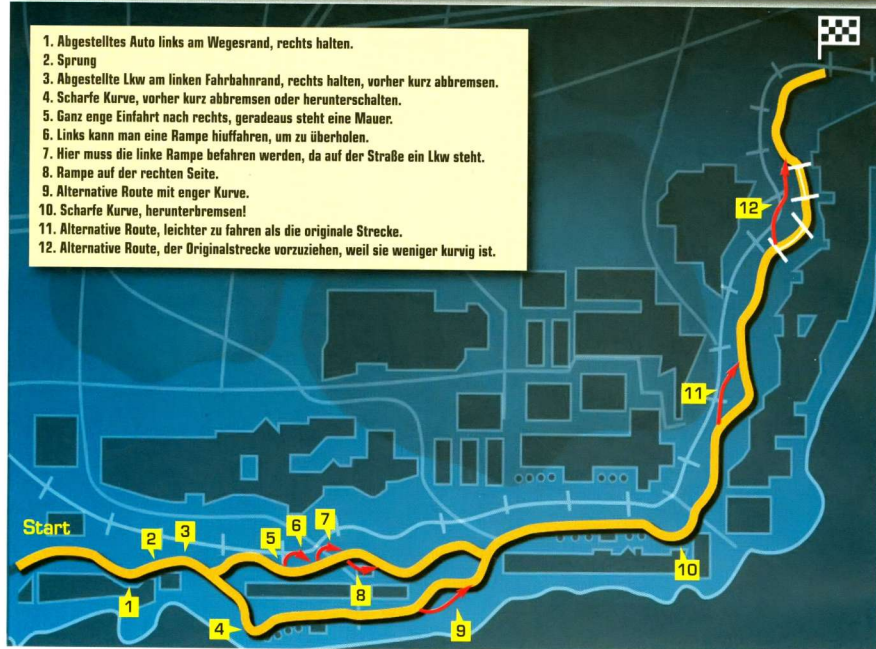 1. Abgestelltes Auto links am Wegesrand, rechts halten.
2. Sprung
3. Abgestellte Lkw am linken Fahrbahnrand, rechts halten, vorher kurz abbremsen.
4. Scharfe Kurve, vorher kurz abbremsen oder herunterschalten.
5. Ganz enge Einfahrt nach rechts, geradeaus steht eine Mauer.
6. Links kann man eine Rampe hiuffahren, um zu überholen.
7. Hier muss die linke Rampe befahren werden, da auf der Straße ein Lkw steht.
8. Rampe auf der rechten Seite.
9. Alternative Route mit enger Kurve.
10. Scharfe Kurve, herunterbremsen!
11. Alternative Route, leichter zu fahren als die originale Strecke.
12. Alternative Route, der Originalstrecke vorzuziehen, weil sie weniger kurvig ist.
12
11
Start
2
3
5
6
7
8
10
1
4
9